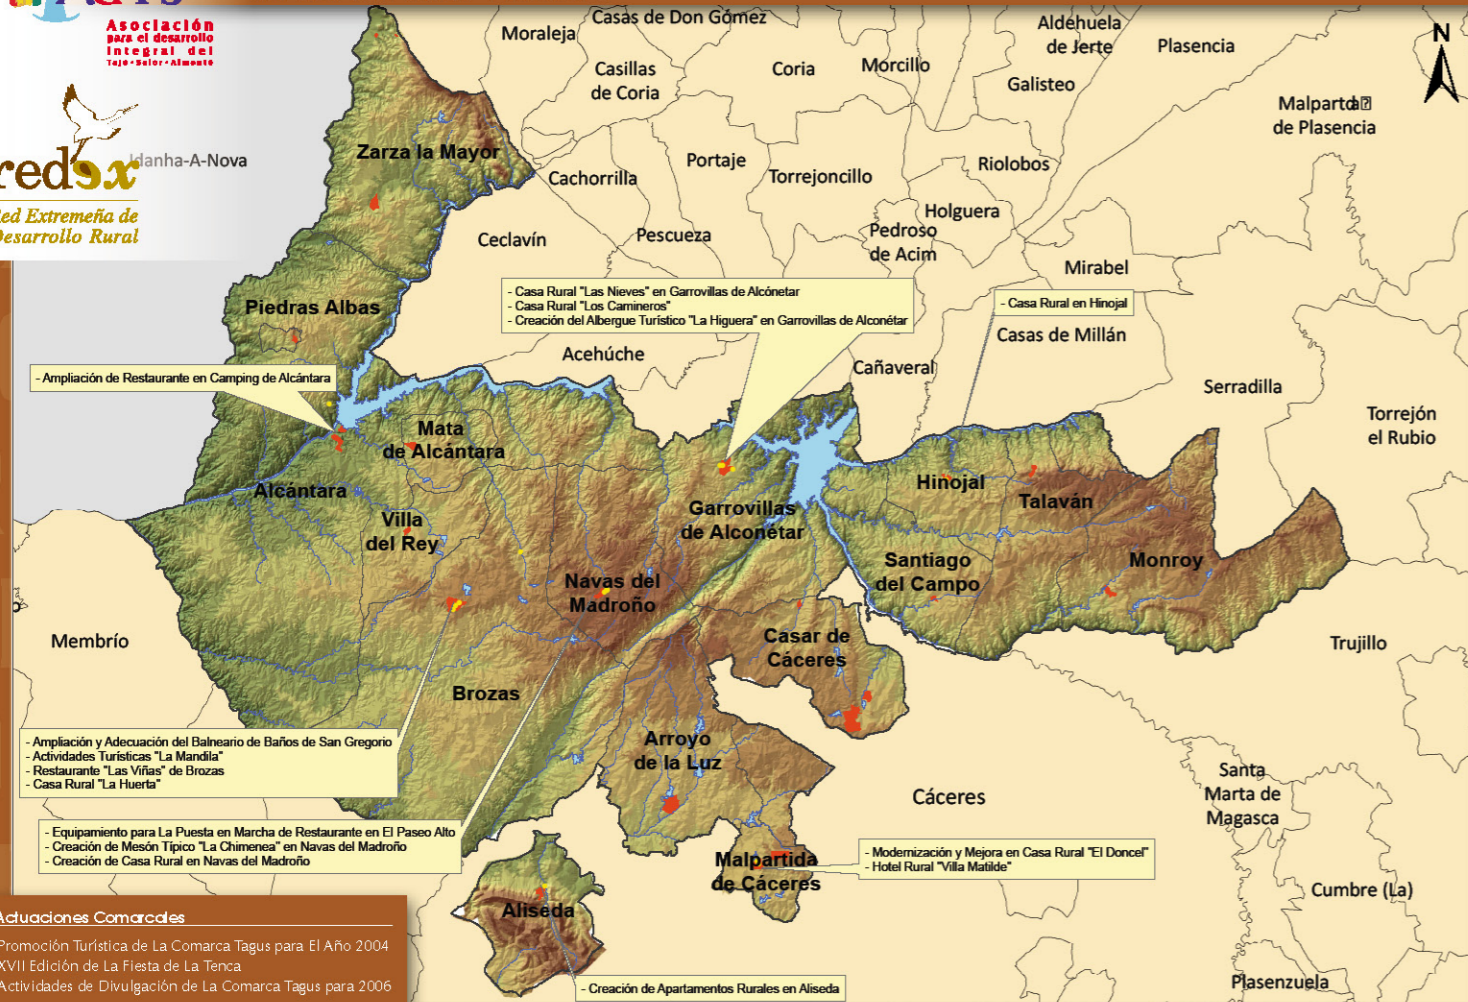 Asociación
para el desarrollo
integral del
Tajo·Salor·Almonte
redex
Red Extremeña de
Desarrollo Rural
N
Idanha-A-Nova
Moraleja
Casas de Don Gómez
Casillas
de Coria
Coria
Morcillo
Aldehuela
de Jerte
Plasencia
Galisteo
Malpartda
de Plasencia
Zarza la Mayor
Cachorrilla
Portaje
Torrejoncillo
Riolobos
Holguera
Pedroso
de Acim
Ceclavín
Pescueza
Mirabel
Piedras Albas
- Casa Rural "Las Nieves" en Garrovillas de Alcónetar
- Casa Rural "Los Camineros"
- Creación del Albergue Turístico "La Higuera" en Garrovillas de Alconétar
- Casa Rural en Hinojal
Casas de Millán
Acehúche
Cañaveral
Serradilla
- Ampliación de Restaurante en Camping de Alcántara
Torrejón
el Rubio
Mata
de Alcántara
Alcántara
Villa
del Rey
Garrovillas
de Alconétar
Hinojal
Talaván
Santiago
del Campo
Monroy
Navas del
Madroño
Membrío
Casar de
Cáceres
Trujillo
Brozas
- Ampliación y Adecuación del Balneario de Baños de San Gregorio
- Actividades Turísticas "La Mandila"
- Restaurante "Las Viñas" de Brozas
- Casa Rural "La Huerta"
Arroyo
de la Luz
Cáceres
Santa
Marta de
Magasca
- Equipamiento para La Puesta en Marcha de Restaurante en El Paseo Alto
- Creación de Mesón Típico "La Chimenea" en Navas del Madroño
- Creación de Casa Rural en Navas del Madroño
Malpartida
de Cáceres
- Modernización y Mejora en Casa Rural "El Doncel"
- Hotel Rural "Villa Matilde"
Cumbre (La)
Aliseda
Plasenzuela
- Creación de Apartamentos Rurales en Aliseda
Actuaciones Comarcales
Promoción Turística de La Comarca Tagus para El Año 2004
XVII Edición de La Fiesta de La Tenca
Actividades de Divulgación de La Comarca Tagus para 2006